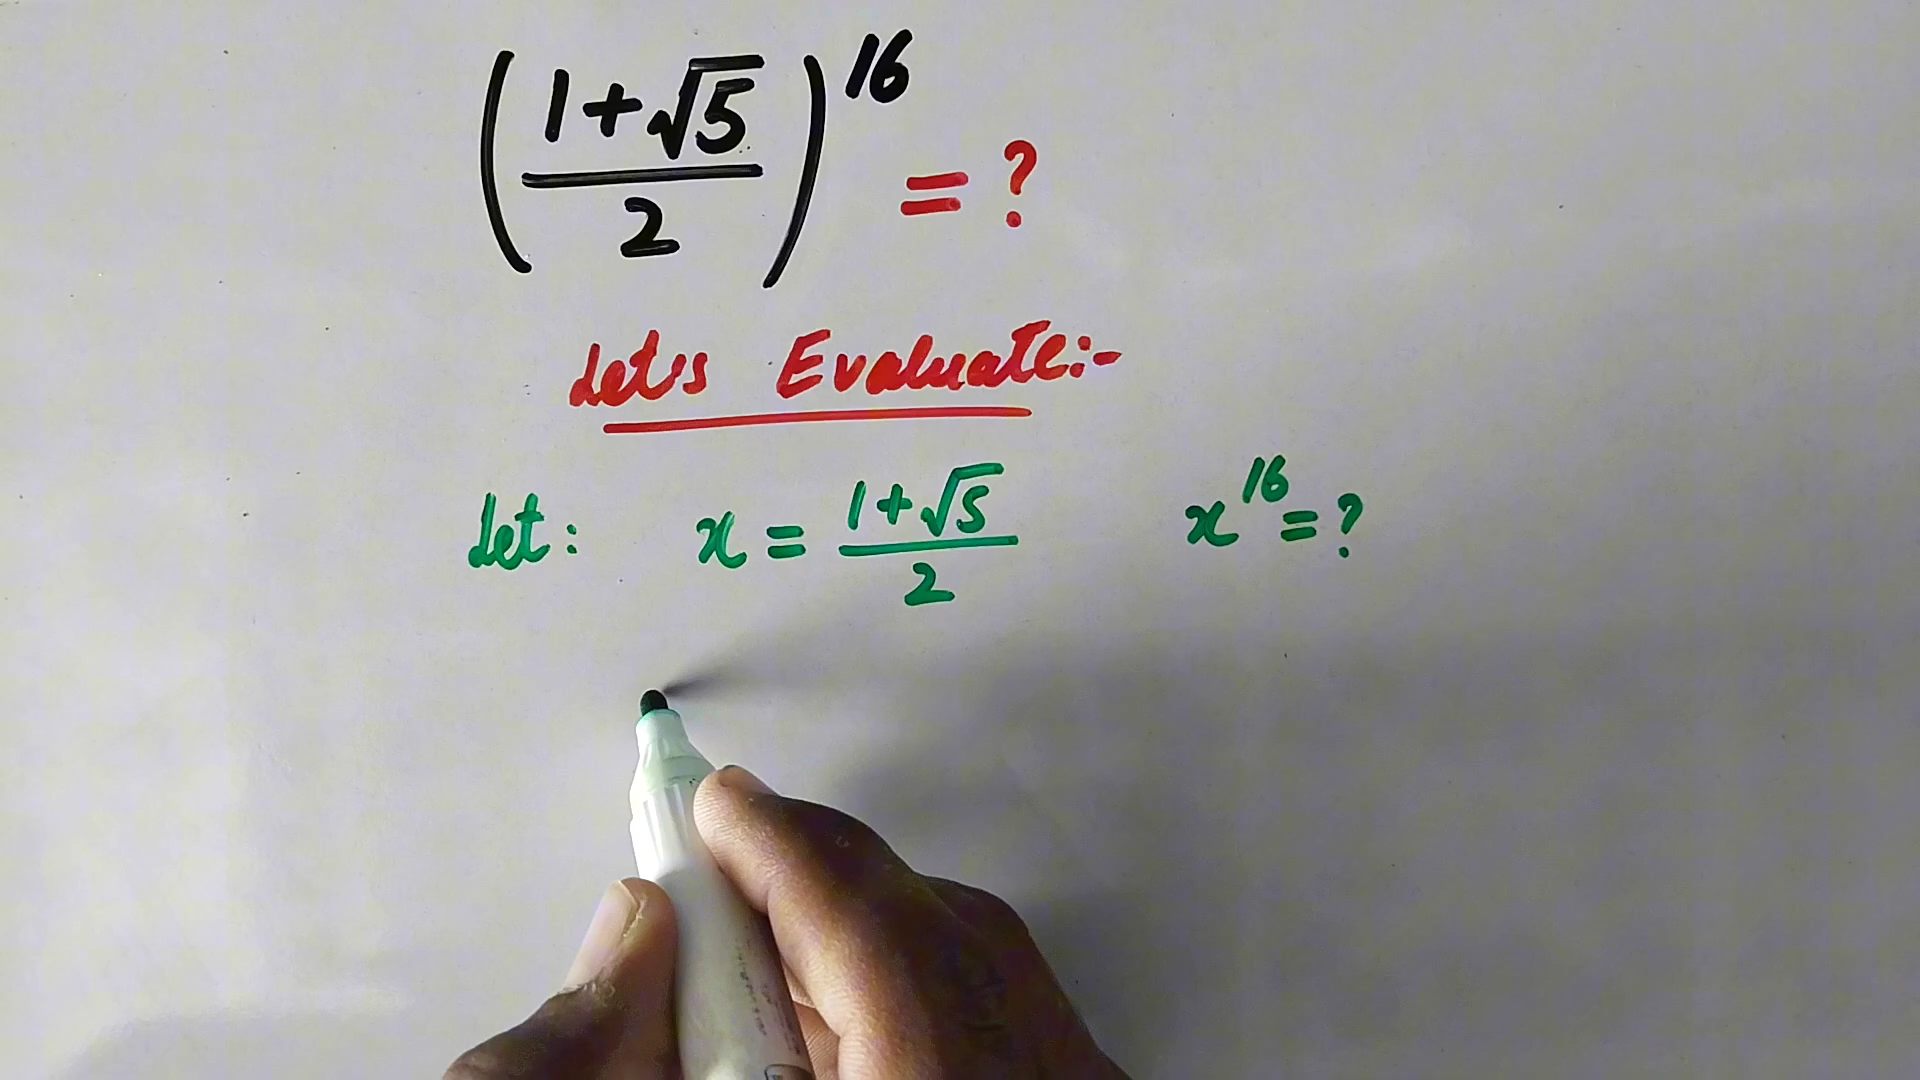 (1+√5/2)^16 = ?
Let's Evaluate:-
Let: x = 1+√5/2 x^16 = ?